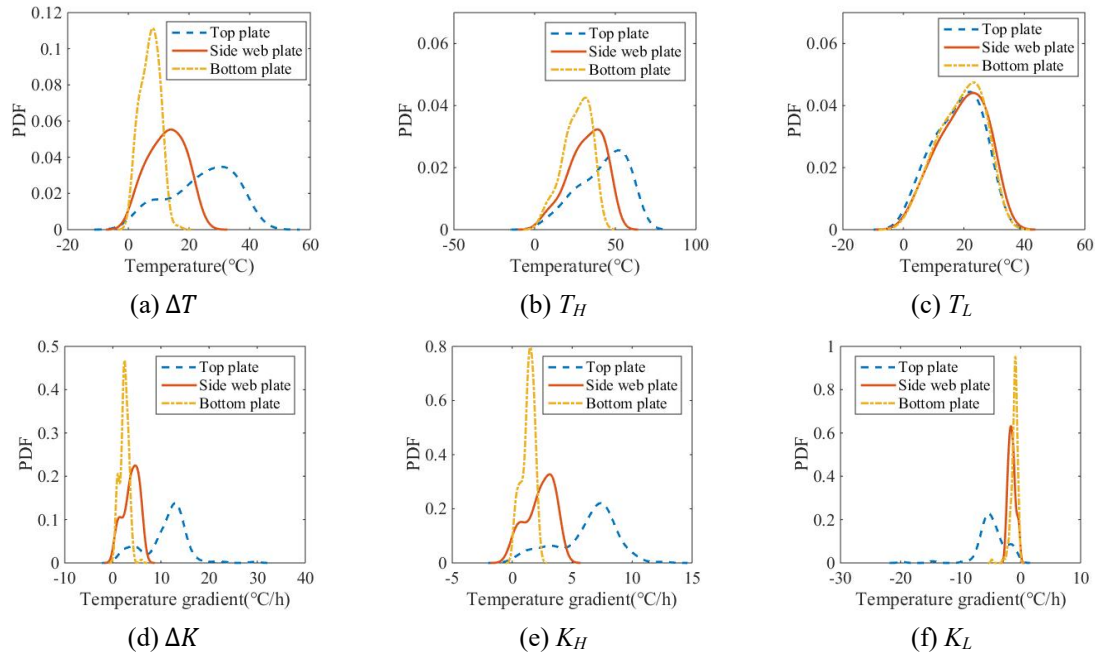 0.12
0.1
0.08
0.06
0.04
0.02
0
PDF
-20 0 20 40 60
Temperature(°C)
Top plate
Side web plate
Bottom plate
(a) ΔT
0.06
0.04
0.02
0
PDF
-50 0 50 100
Temperature(°C)
Top plate
Side web plate
Bottom plate
(b) T_H
0.06
0.04
0.02
0
PDF
-20 0 20 40 60
Temperature(°C)
Top plate
Side web plate
Bottom plate
(c) T_L
0.5
0.4
0.3
0.2
0.1
0
PDF
-10 0 10 20 30 40
Temperature gradient(°C/h)
Top plate
Side web plate
Bottom plate
(d) ΔK
0.8
0.6
0.4
0.2
0
PDF
-5 0 5 10 15
Temperature gradient(°C/h)
Top plate
Side web plate
Bottom plate
(e) K_H
1
0.8
0.6
0.4
0.2
0
PDF
-30 -20 -10 0 10
Temperature gradient(°C/h)
Top plate
Side web plate
Bottom plate
(f) K_L